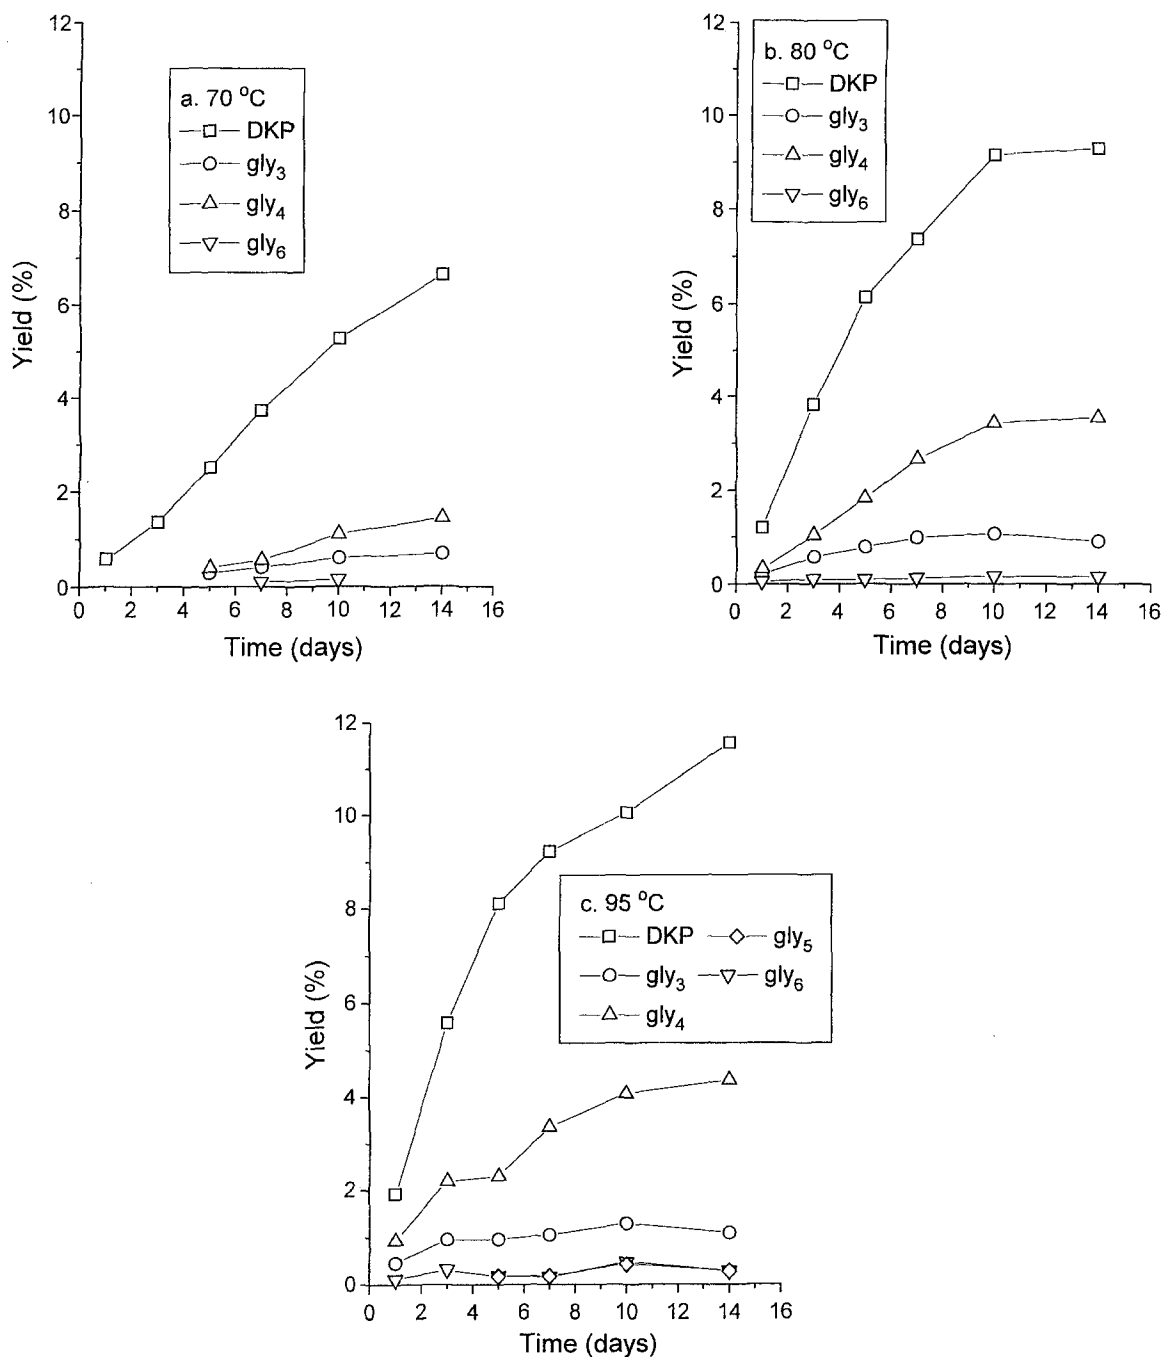 a. 70 °C
DKP
gly₃
gly₄
gly₆
Yield (%)
12
10
8
6
4
2
0
0 2 4 6 8 10 12 14 16
Time (days)
b. 80 °C
DKP
gly₃
gly₄
gly₆
Yield (%)
12
10
8
6
4
2
0
0 2 4 6 8 10 12 14 16
Time (days)
c. 95 °C
DKP gly₅
gly₃ gly₆
gly₄
Yield (%)
12
10
8
6
4
2
0
0 2 4 6 8 10 12 14 16
Time (days)